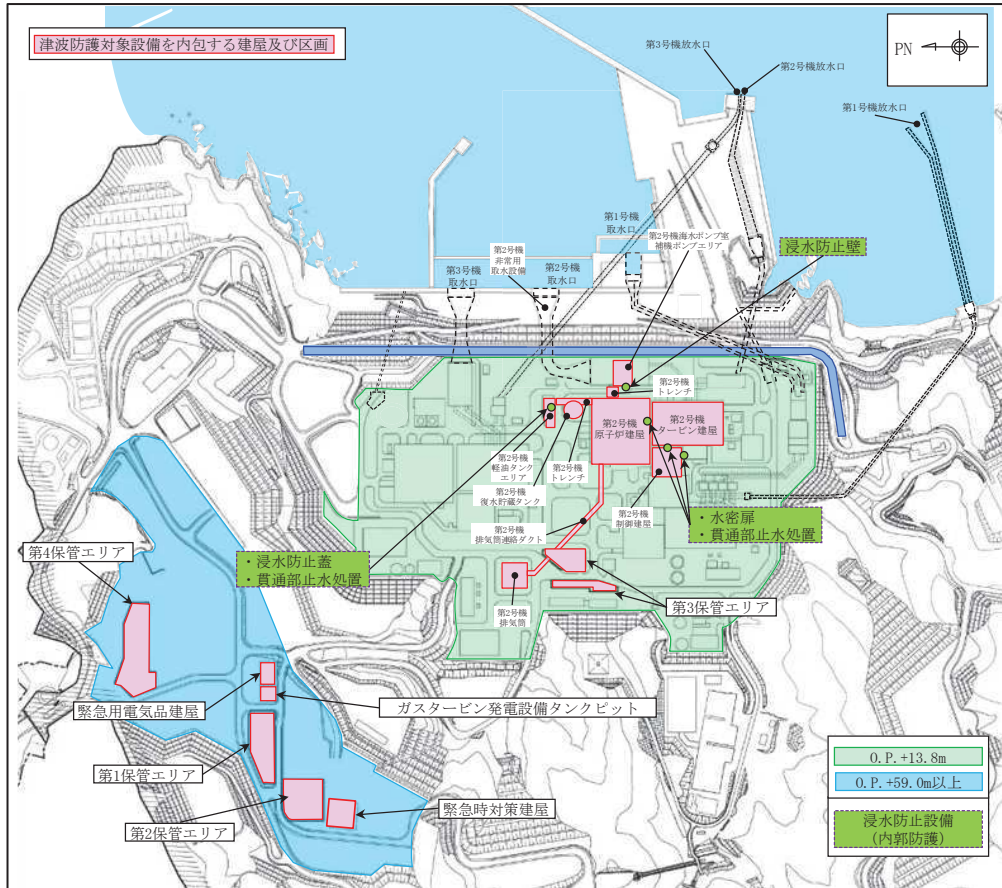 津波防護対象設備を内包する建屋及び区画
PN
第3号機放水口
第2号機放水口
第1号機放水口
第1号機
取水口
第2号機海水ポンプ室
補機ポンプエリア
浸水防止壁
第2号機
非常用
取水設備
第3号機
取水口
第2号機
取水口
第2号機
トレンチ
第2号機
原子炉建屋
第2号機
タービン建屋
第2号機
軽油タンク
エリア
第2号機
トレンチ
第2号機
復水貯蔵タンク
第2号機
制御建屋
第2号機
排気筒連絡ダクト
・水密扉
・貫通部止水処置
・浸水防止蓋
・貫通部止水処置
第4保管エリア
第3保管エリア
第2号機
排気筒
緊急用電気品建屋
ガスタービン発電設備タンクピット
第1保管エリア
第2保管エリア
緊急時対策建屋
O.P.+13.8m
O.P.+59.0m以上
浸水防止設備
(内郭防護)